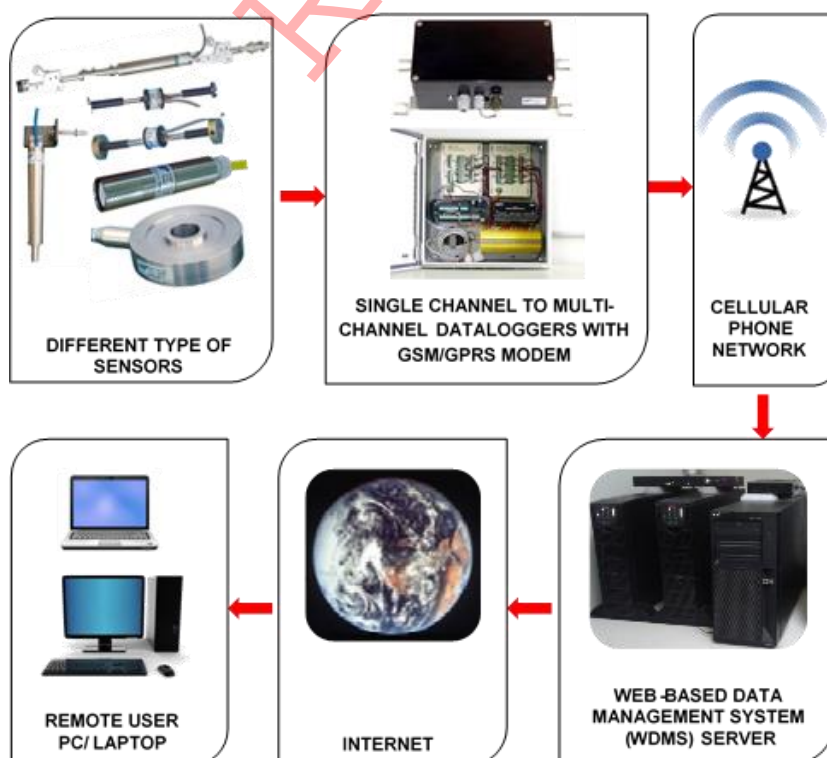 DIFFERENT TYPE OF
SENSORS
SINGLE CHANNEL TO MULTI-
CHANNEL DATALOGGERS WITH
GSM/GPRS MODEM
CELLULAR
PHONE
NETWORK
REMOTE USER
PC/ LAPTOP
INTERNET
WEB-BASED DATA
MANAGEMENT SYSTEM
(WDMS) SERVER